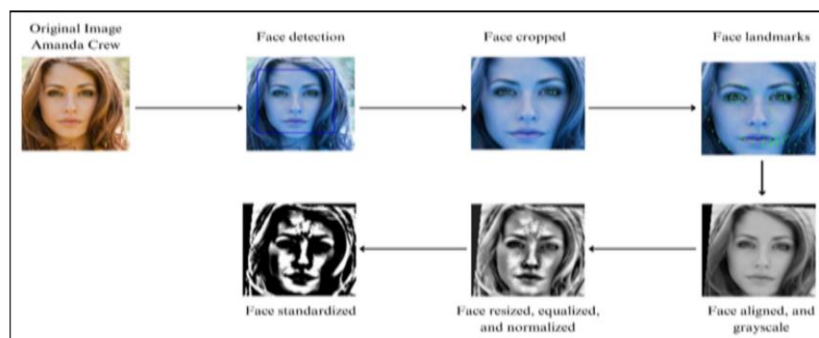 Original Image
Amanda Crew
Face detection
Face cropped
Face landmarks
Face standardized
Face resized, equalized,
and normalized
Face aligned, and
grayscale